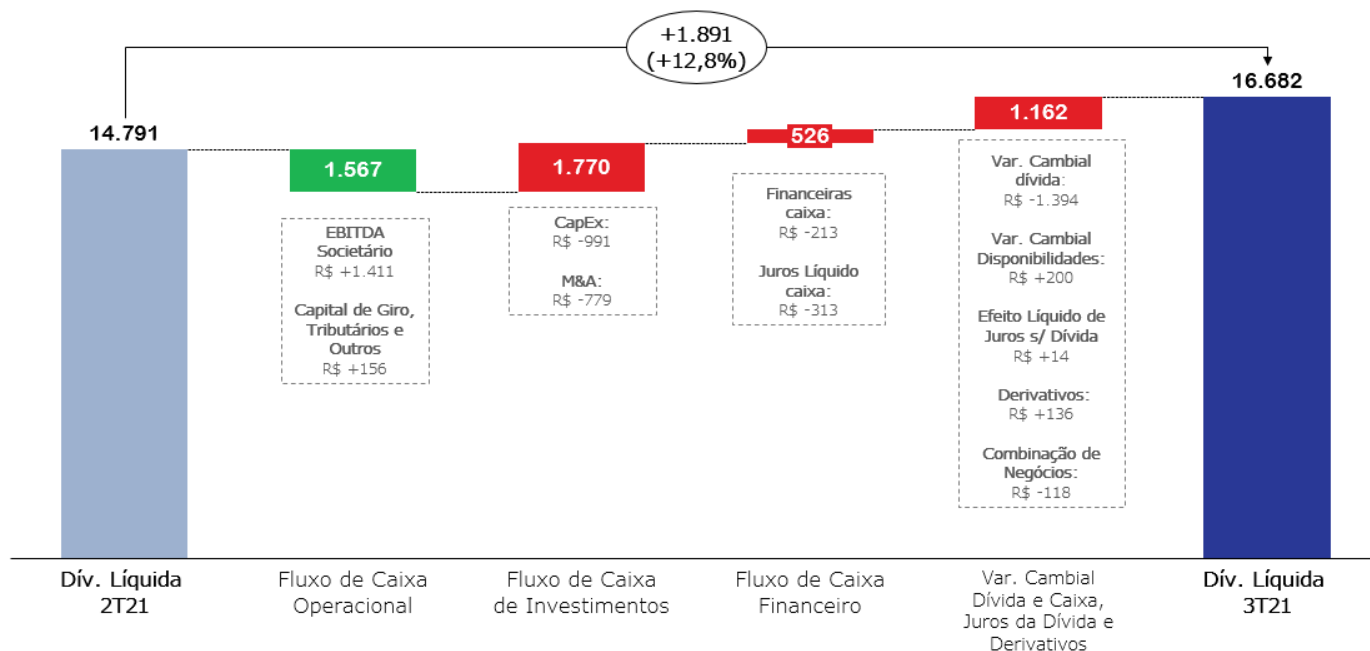 +1.891
(+12,8%)
14.791
1.567
EBITDA
Societário
R$ +1.411
Capital de Giro,
Tributários e
Outros
R$ +156
1.770
CapEx:
R$ -991
M&A:
R$ -779
526
Financeiras
caixa:
R$ -213
Juros Líquido
caixa:
R$ -313
1.162
Var. Cambial
dívida:
R$ -1.394
Var. Cambial
Disponibilidades:
R$ +200
Efeito Líquido de
Juros s/ Dívida
R$ +14
Derivativos:
R$ +136
Combinação de
Negócios:
R$ -118
16.682
Dív. Líquida
2T21
Fluxo de Caixa
Operacional
Fluxo de Caixa
de Investimentos
Fluxo de Caixa
Financeiro
Var. Cambial
Dívida e Caixa,
Juros da Dívida e
Derivativos
Dív. Líquida
3T21